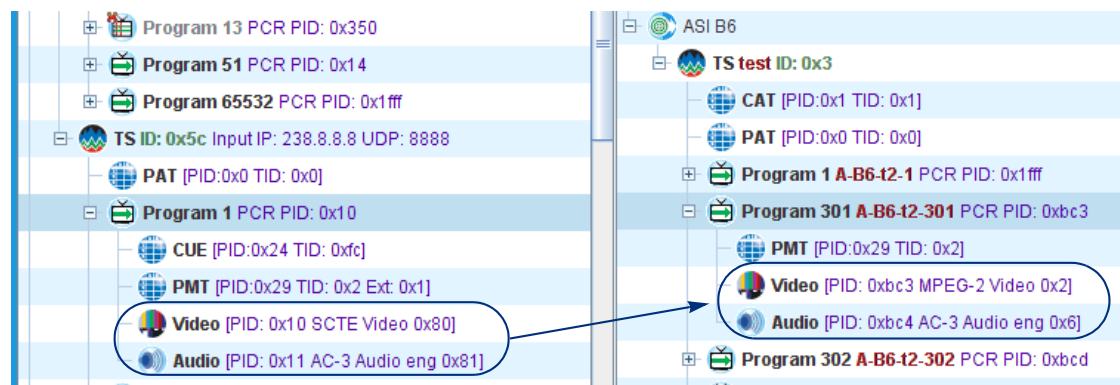 Program 13 PCR PID: 0x350
Program 51 PCR PID: 0x14
Program 65532 PCR PID: 0x1fff
TS ID: 0x5c Input IP: 238.8.8.8 UDP: 8888
PAT [PID:0x0 TID: 0x0]
Program 1 PCR PID: 0x10
CUE [PID:0x24 TID: 0xfc]
PMT [PID:0x29 TID: 0x2 Ext: 0x1]
Video [PID: 0x10 SCTE Video 0x80]
Audio [PID: 0x11 AC-3 Audio eng 0x81]
ASI B6
TS test ID: 0x3
CAT [PID:0x1 TID: 0x1]
PAT [PID:0x0 TID: 0x0]
Program 1 A-B6-t2-1 PCR PID: 0x1fff
Program 301 A-B6-t2-301 PCR PID: 0xbc3
PMT [PID:0x29 TID: 0x2]
Video [PID: 0xbc3 MPEG-2 Video 0x2]
Audio [PID: 0xbc4 AC-3 Audio eng 0x6]
Program 302 A-B6-t2-302 PCR PID: 0xbcd